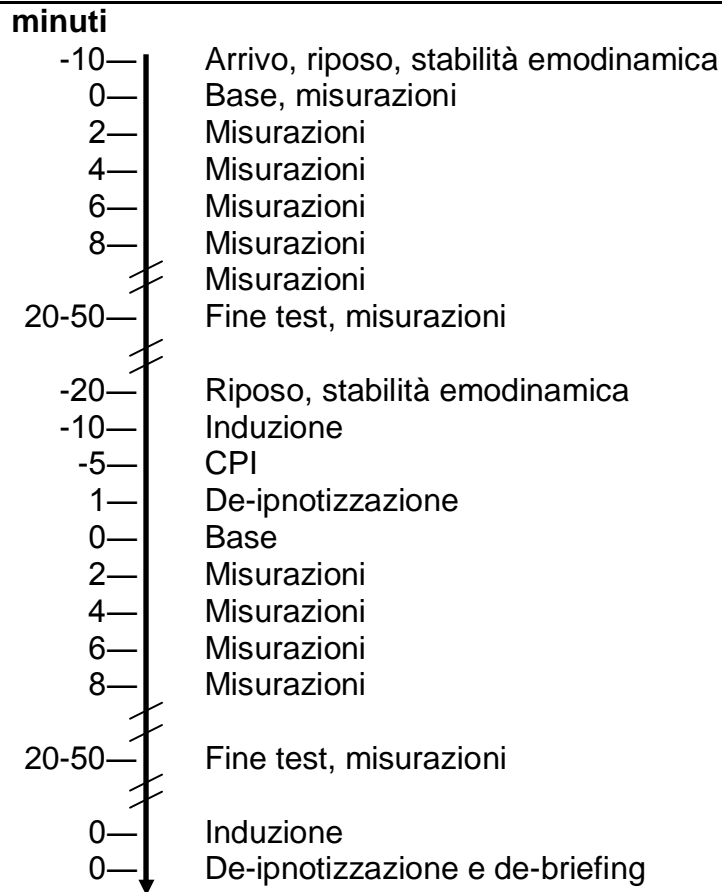 minuti
-10— Arrivo, riposo, stabilità emodinamica
0— Base, misurazioni
2— Misurazioni
4— Misurazioni
6— Misurazioni
8— Misurazioni
Misurazioni
20-50— Fine test, misurazioni
-20— Riposo, stabilità emodinamica
-10— Induzione
-5— CPI
1— De-ipnotizzazione
0— Base
2— Misurazioni
4— Misurazioni
6— Misurazioni
8— Misurazioni
20-50— Fine test, misurazioni
0— Induzione
0— De-ipnotizzazione e de-briefing